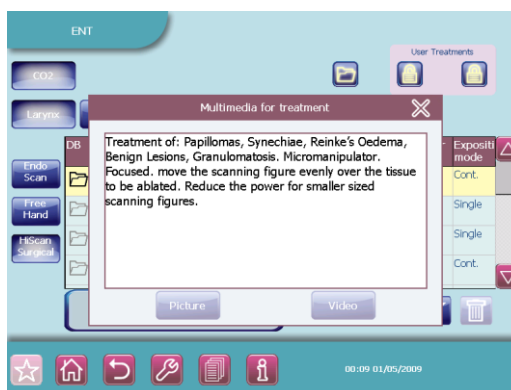 ENT
User Treatments
CO2
Multimedia for treatment
Larynx
DB
Expositi
mode
Treatment of: Papillomas, Synechiae, Reinke's Oedema,
Benign Lesions, Granulomatosis. Micromanipulator.
Focused. move the scanning figure evenly over the tissue
to be ablated. Reduce the power for smaller sized
scanning figures.
Endo
Scan
Cont.
Free
Hand
Single
HiScan
Surgical
Single
Cont.
Picture
Video
00:09 01/05/2009